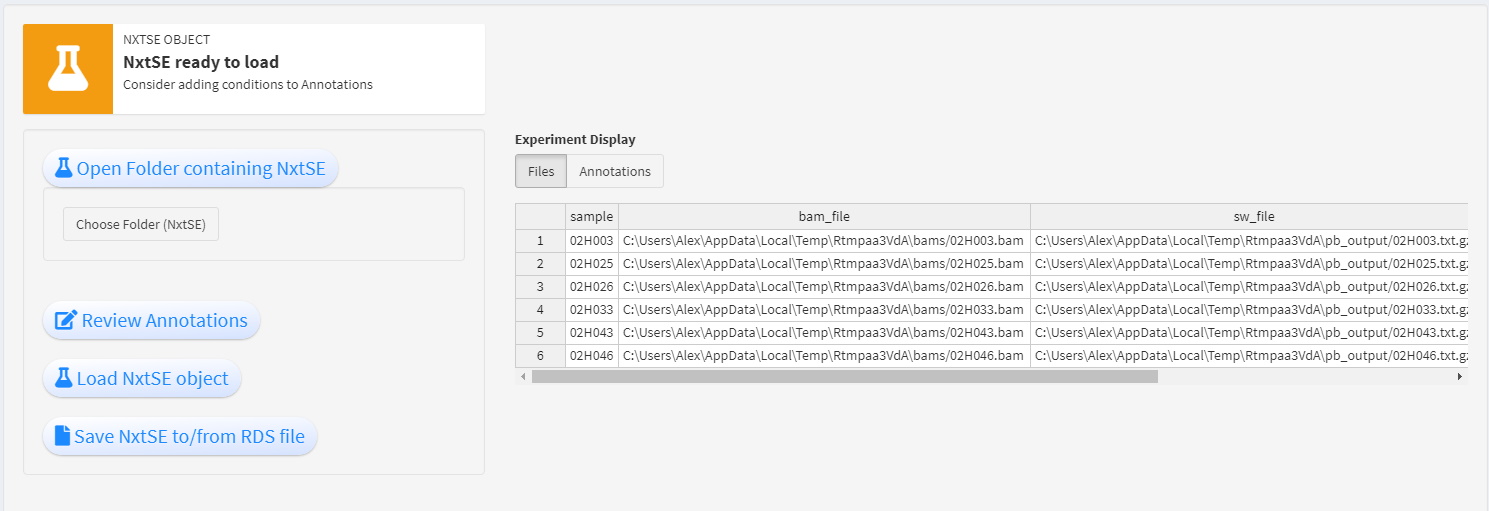 NXTSE OBJECT
NxtSE ready to load
Consider adding conditions to Annotations
Open Folder containing NxtSE
Choose Folder (NxtSE)
Review Annotations
Load NxtSE object
Save NxtSE to/from RDS file
Experiment Display
Files Annotations
sample bam_file sw_file
1 02H003 C:\Users\Alex\AppData\Local\Temp\Rtmpaa3VdA\bams/02H003.bam C:\Users\Alex\AppData\Local\Temp\Rtmpaa3VdA\pb_output/02H003.txt.gz
2 02H025 C:\Users\Alex\AppData\Local\Temp\Rtmpaa3VdA\bams/02H025.bam C:\Users\Alex\AppData\Local\Temp\Rtmpaa3VdA\pb_output/02H025.txt.gz
3 02H026 C:\Users\Alex\AppData\Local\Temp\Rtmpaa3VdA\bams/02H026.bam C:\Users\Alex\AppData\Local\Temp\Rtmpaa3VdA\pb_output/02H026.txt.gz
4 02H033 C:\Users\Alex\AppData\Local\Temp\Rtmpaa3VdA\bams/02H033.bam C:\Users\Alex\AppData\Local\Temp\Rtmpaa3VdA\pb_output/02H033.txt.gz
5 02H043 C:\Users\Alex\AppData\Local\Temp\Rtmpaa3VdA\bams/02H043.bam C:\Users\Alex\AppData\Local\Temp\Rtmpaa3VdA\pb_output/02H043.txt.gz
6 02H046 C:\Users\Alex\AppData\Local\Temp\Rtmpaa3VdA\bams/02H046.bam C:\Users\Alex\AppData\Local\Temp\Rtmpaa3VdA\pb_output/02H046.txt.gz